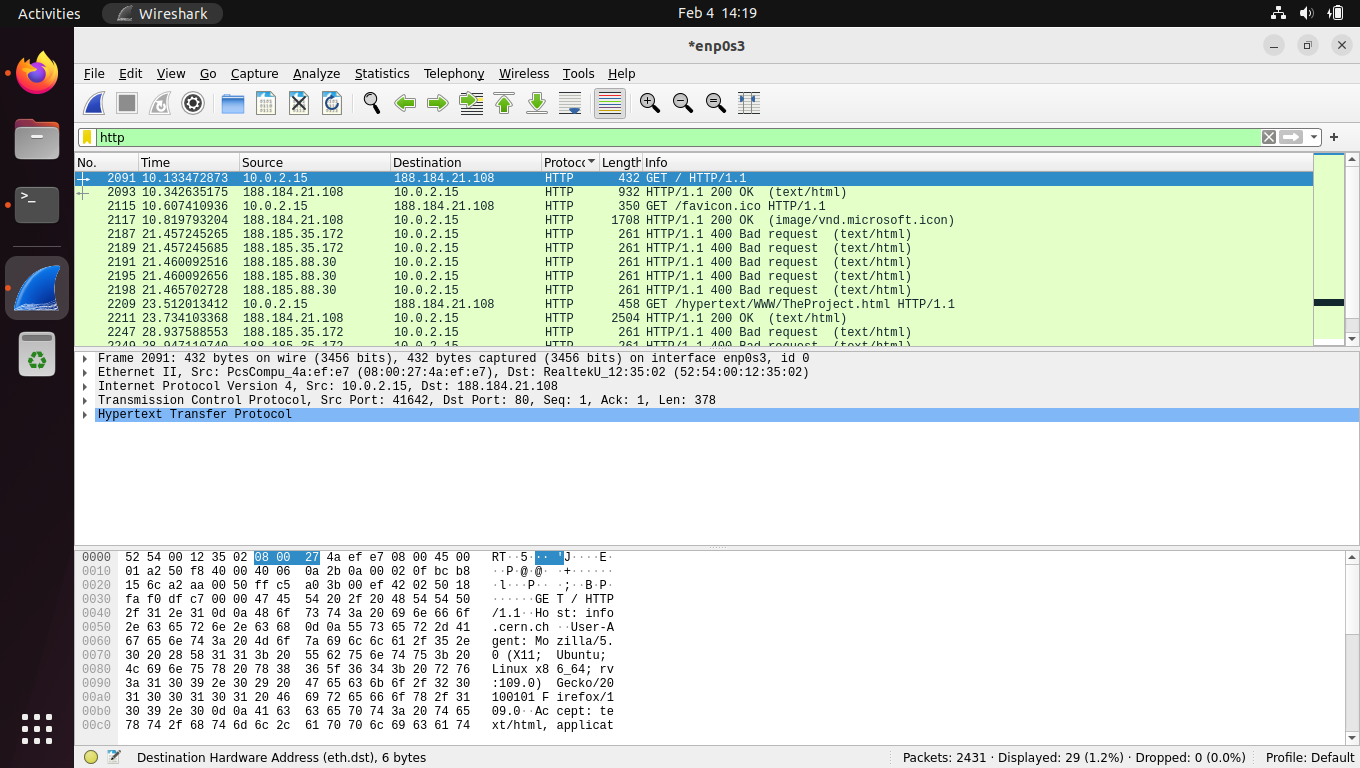 Activities Wireshark Feb 4 14:19
*enp0s3
File Edit View Go Capture Analyze Statistics Telephony Wireless Tools Help
http
No. Time Source Destination Protocc Length Info
2091 10.133472873 10.0.2.15 188.184.21.108 HTTP 432 GET / HTTP/1.1
2093 10.342635175 188.184.21.108 10.0.2.15 HTTP 932 HTTP/1.1 200 OK (text/html)
2115 10.607410936 10.0.2.15 188.184.21.108 HTTP 350 GET /favicon.ico HTTP/1.1
2117 10.819793204 188.184.21.108 10.0.2.15 HTTP 1708 HTTP/1.1 200 OK (image/vnd.microsoft.icon)
2187 21.457245265 188.185.35.172 10.0.2.15 HTTP 261 HTTP/1.1 400 Bad request (text/html)
2189 21.457245685 188.185.35.172 10.0.2.15 HTTP 261 HTTP/1.1 400 Bad request (text/html)
2191 21.460092516 188.185.88.30 10.0.2.15 HTTP 261 HTTP/1.1 400 Bad request (text/html)
2195 21.460092656 188.185.88.30 10.0.2.15 HTTP 261 HTTP/1.1 400 Bad request (text/html)
2198 21.465702728 188.185.88.30 10.0.2.15 HTTP 261 HTTP/1.1 400 Bad request (text/html)
2209 23.512013412 10.0.2.15 188.184.21.108 HTTP 458 GET /hypertext/WWW/TheProject.html HTTP/1.1
2211 23.734103368 188.184.21.108 10.0.2.15 HTTP 2504 HTTP/1.1 200 OK (text/html)
2247 28.937588553 188.185.35.172 10.0.2.15 HTTP 261 HTTP/1.1 400 Bad request (text/html)
2249 28.947110740 188.185.35.172 10.0.2.15 HTTP 261 HTTP/1.1 400 Bad request (text/html)
Frame 2091: 432 bytes on wire (3456 bits), 432 bytes captured (3456 bits) on interface enp0s3, id 0
Ethernet II, Src: PcsCompu_4a:ef:e7 (08:00:27:4a:ef:e7), Dst: RealtekU_12:35:02 (52:54:00:12:35:02)
Internet Protocol Version 4, Src: 10.0.2.15, Dst: 188.184.21.108
Transmission Control Protocol, Src Port: 41642, Dst Port: 80, Seq: 1, Ack: 1, Len: 378
Hypertext Transfer Protocol
0000 52 54 00 12 35 02 08 00 27 4a ef e7 08 00 45 00 RT··5···'J····E·
0010 01 a2 50 f8 40 00 40 06 0a 2b 0a 00 02 0f bc b8 ··P·@·@··+······
0020 15 6c a2 aa 00 50 ff c5 a0 3b 00 ef 42 02 50 18 ·l···P···;··B·P·
0030 fa f0 df c7 00 00 47 45 54 20 2f 20 48 54 54 50 ······GET / HTTP
0040 2f 31 2e 31 0d 0a 48 6f 73 74 3a 20 69 6e 66 6f /1.1··Host: info
0050 2e 63 65 72 6e 2e 63 68 0d 0a 55 73 65 72 2d 41 .cern.ch··User-A
0060 67 65 6e 74 3a 20 4d 6f 7a 69 6c 6c 61 2f 35 2e gent: Mozilla/5.
0070 30 20 28 58 31 31 3b 20 55 62 75 6e 74 75 3b 20 0 (X11; Ubuntu;
0080 4c 69 6e 75 78 20 78 38 36 5f 36 34 3b 20 72 76 Linux x86_64; rv
0090 3a 31 30 39 2e 30 29 20 47 65 63 6b 6f 2f 32 30 :109.0) Gecko/20
00a0 31 30 30 31 30 31 20 46 69 72 65 66 6f 78 2f 31 100101 Firefox/1
00b0 30 39 2e 30 0d 0a 41 63 63 65 70 74 3a 20 74 65 09.0··Accept: te
00c0 78 74 2f 68 74 6d 6c 2c 61 70 70 6c 69 63 61 74 xt/html,applicat
Destination Hardware Address (eth.dst), 6 bytes Packets: 2431 · Displayed: 29 (1.2%) · Dropped: 0 (0.0%) Profile: Default